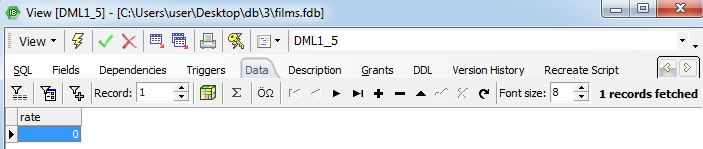 View [DML1_5] - [C:\Users\user\Desktop\db\3\films.fdb]
View DML1_5
SQL Fields Dependencies Triggers Data Description Grants DDL Version History Recreate Script
Record: 1 Σ ÖΩ Font size: 8 1 records fetched
rate
0